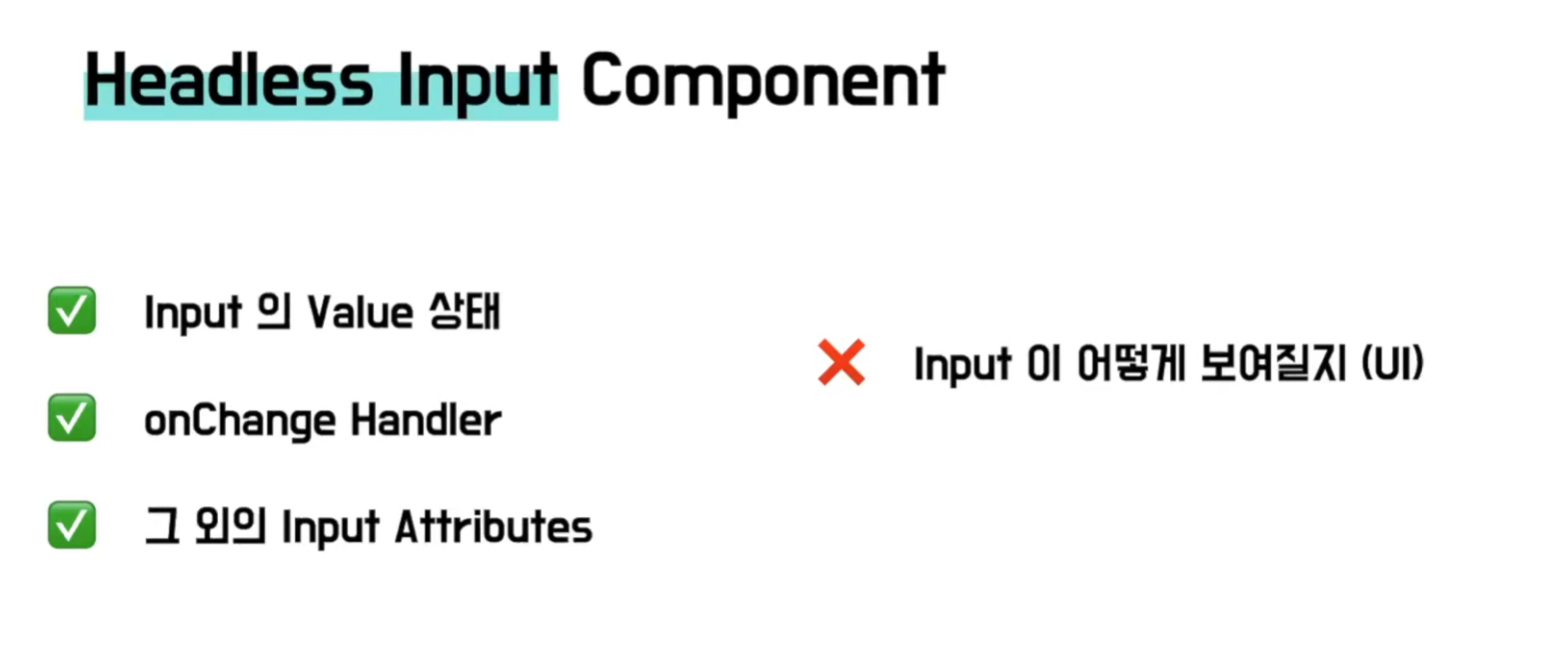 Headless Input Component
✅ Input 의 Value 상태
✅ onChange Handler
✅ 그 외의 Input Attributes
❌ Input 이 어떻게 보여질지 (UI)